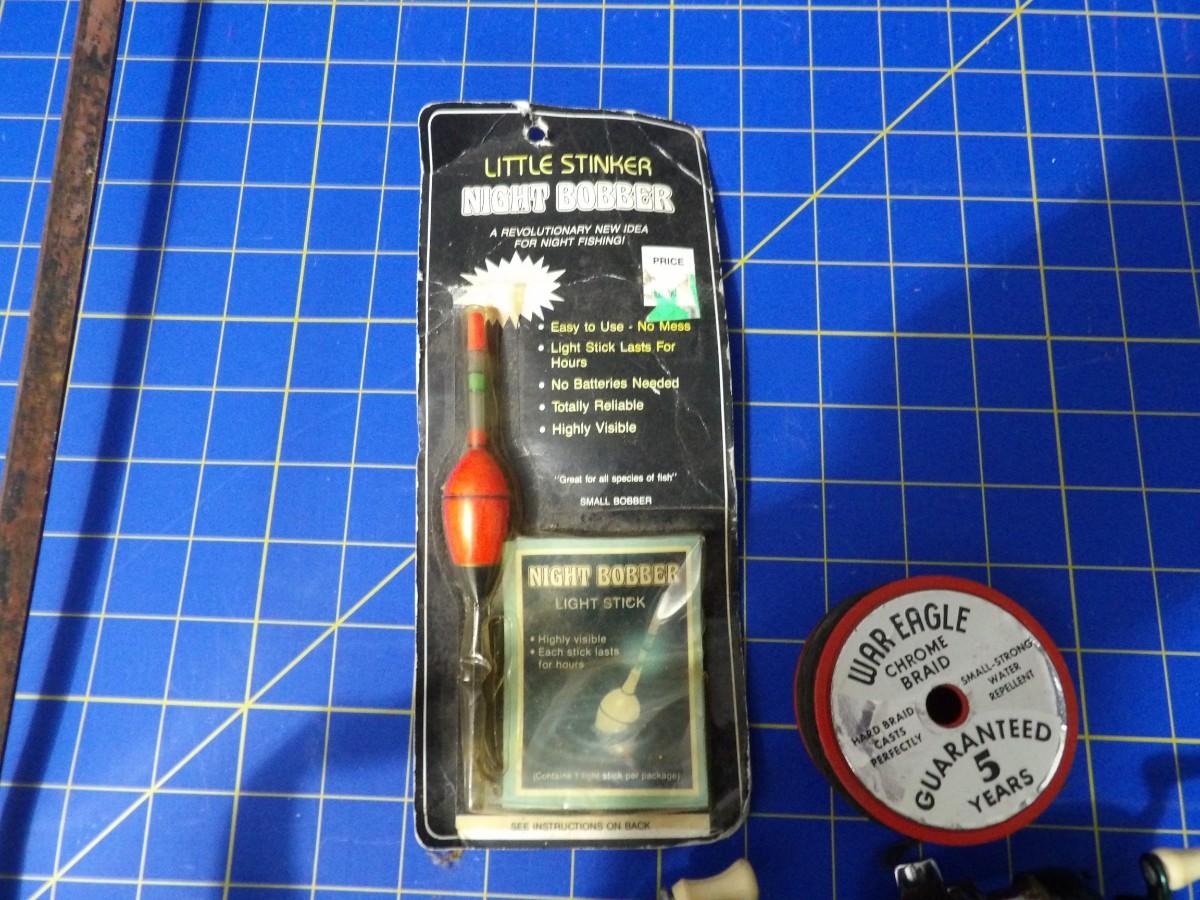 LITTLE STINKER
NIGHT BOBBER
A REVOLUTIONARY NEW IDEA
FOR NIGHT FISHING!
PRICE
• Easy to Use - No Mess
• Light Stick Lasts For
Hours
• No Batteries Needed
• Totally Reliable
• Highly Visible
"Great for all species of fish"
SMALL BOBBER
NIGHT BOBBER
LIGHT STICK
• Highly visible
• Each stick lasts
for hours
(Contains 1 light stick per package)
SEE INSTRUCTIONS ON BACK
WAR EAGLE
CHROME
BRAID
SMALL-STRONG
WATER
REPELLENT
HARD BRAID
CASTS
PERFECTLY
GUARANTEED
5
YEARS